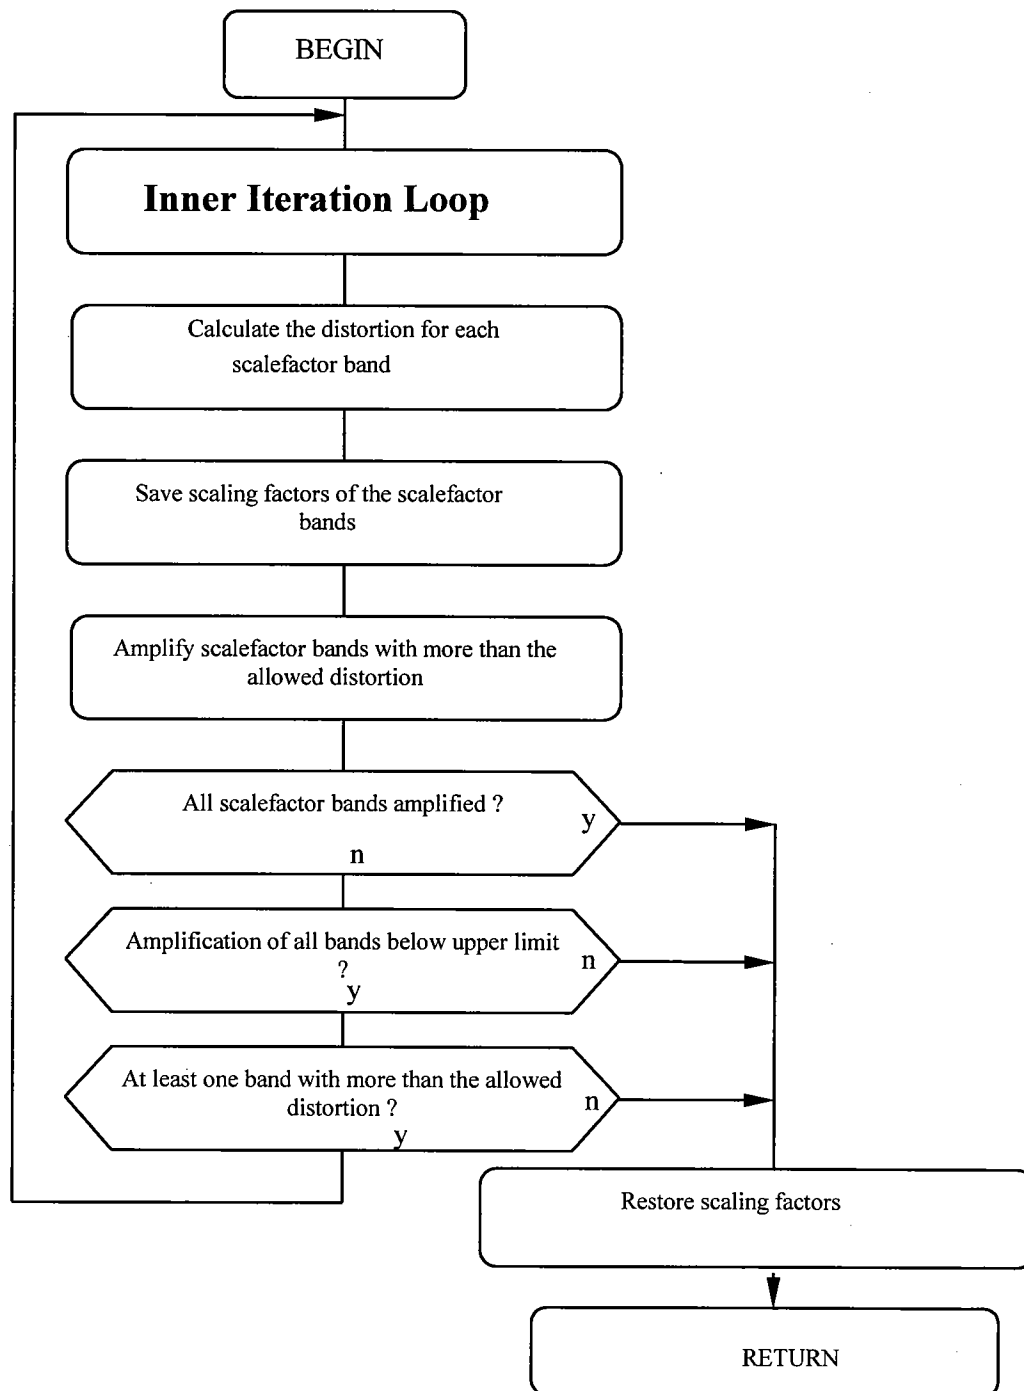 BEGIN
Inner Iteration Loop
Calculate the distortion for each
scalefactor band
Save scaling factors of the scalefactor
bands
Amplify scalefactor bands with more than the
allowed distortion
All scalefactor bands amplified ?
y
n
Amplification of all bands below upper limit
?
n
y
At least one band with more than the allowed
distortion ?
n
y
Restore scaling factors
RETURN